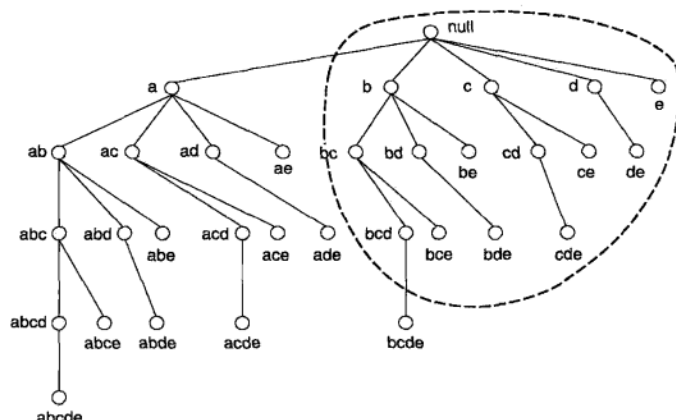 null
a b c d e
ab ac ad ae bc bd be cd ce de
abc abd abe acd ace ade bcd bce bde cde
abcd abce abde acde bcde
abcde